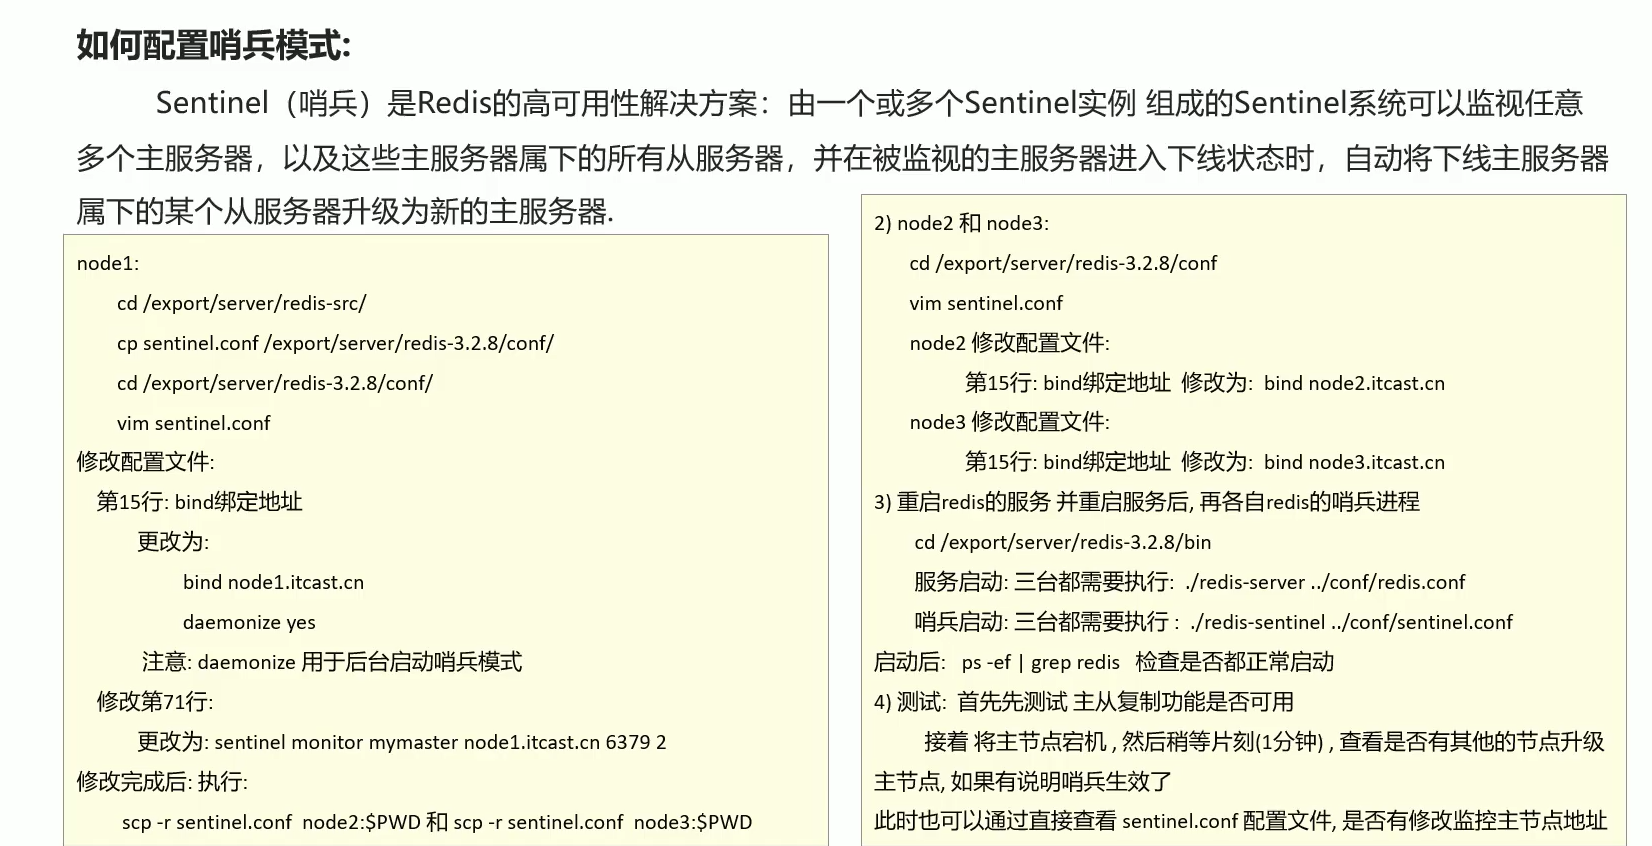 如何配置哨兵模式:
Sentinel（哨兵）是Redis的高可用性解决方案：由一个或多个Sentinel实例 组成的Sentinel系统可以监视任意
多个主服务器，以及这些主服务器属下的所有从服务器，并在被监视的主服务器进入下线状态时，自动将下线主服务器
属下的某个从服务器升级为新的主服务器.
node1:
cd /export/server/redis-src/
cp sentinel.conf /export/server/redis-3.2.8/conf/
cd /export/server/redis-3.2.8/conf/
vim sentinel.conf
修改配置文件:
第15行: bind绑定地址
更改为:
bind node1.itcast.cn
daemonize yes
注意: daemonize 用于后台启动哨兵模式
修改第71行:
更改为: sentinel monitor mymaster node1.itcast.cn 6379 2
修改完成后: 执行:
scp -r sentinel.conf node2:$PWD 和 scp -r sentinel.conf node3:$PWD
2) node2 和 node3:
cd /export/server/redis-3.2.8/conf
vim sentinel.conf
node2 修改配置文件:
第15行: bind绑定地址 修改为: bind node2.itcast.cn
node3 修改配置文件:
第15行: bind绑定地址 修改为: bind node3.itcast.cn
3) 重启redis的服务 并重启服务后, 再各自redis的哨兵进程
cd /export/server/redis-3.2.8/bin
服务启动: 三台都需要执行: ./redis-server ../conf/redis.conf
哨兵启动: 三台都需要执行 : ./redis-sentinel ../conf/sentinel.conf
启动后: ps -ef | grep redis 检查是否都正常启动
4) 测试: 首先先测试 主从复制功能是否可用
接着 将主节点宕机 , 然后稍等片刻(1分钟) , 查看是否有其他的节点升级
主节点, 如果有说明哨兵生效了
此时也可以通过直接查看 sentinel.conf 配置文件, 是否有修改监控主节点地址